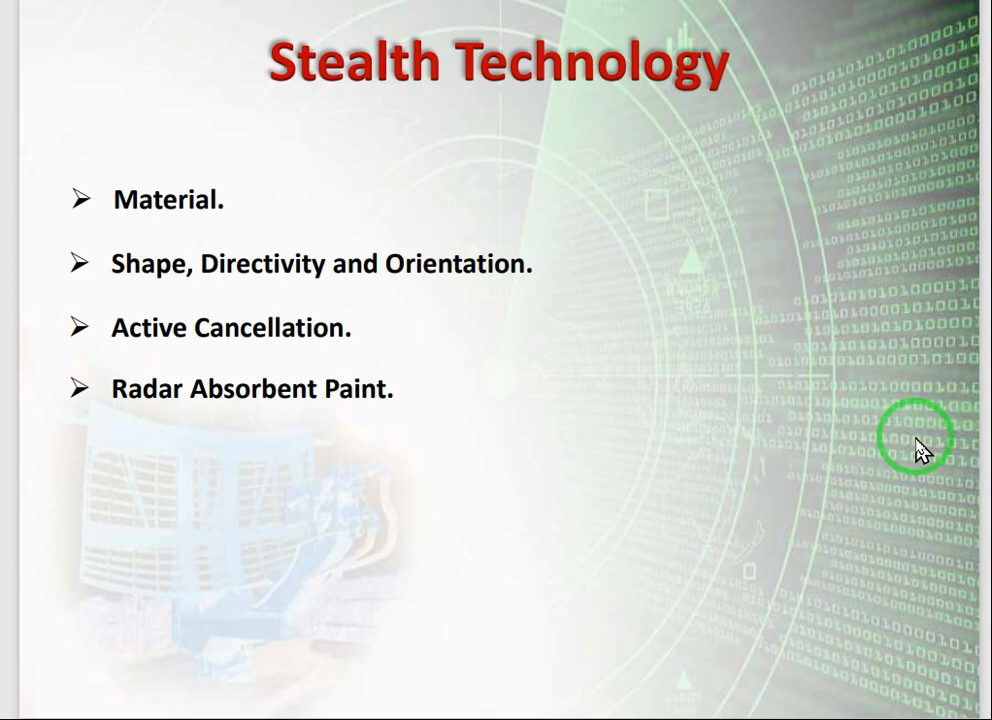 Stealth Technology
Material.
Shape, Directivity and Orientation.
Active Cancellation.
Radar Absorbent Paint.